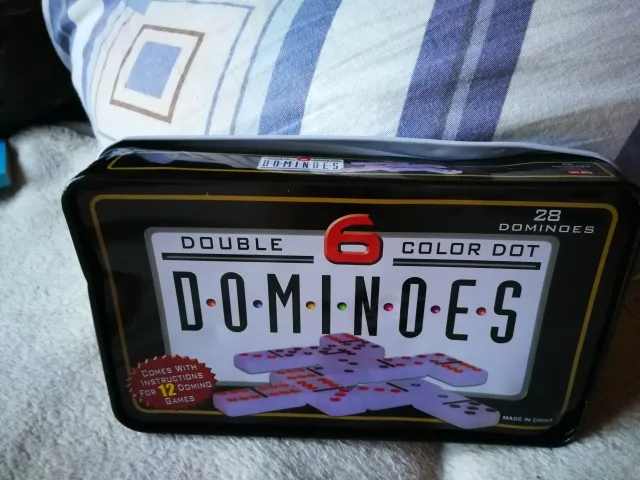 DOMINOES
28
DOMINOES
DOUBLE 6 COLOR DOT
D•O•M•I•N•O•E•S
COMES WITH
INSTRUCTIONS
FOR 12 DOMINO
GAMES
MADE IN CHINA